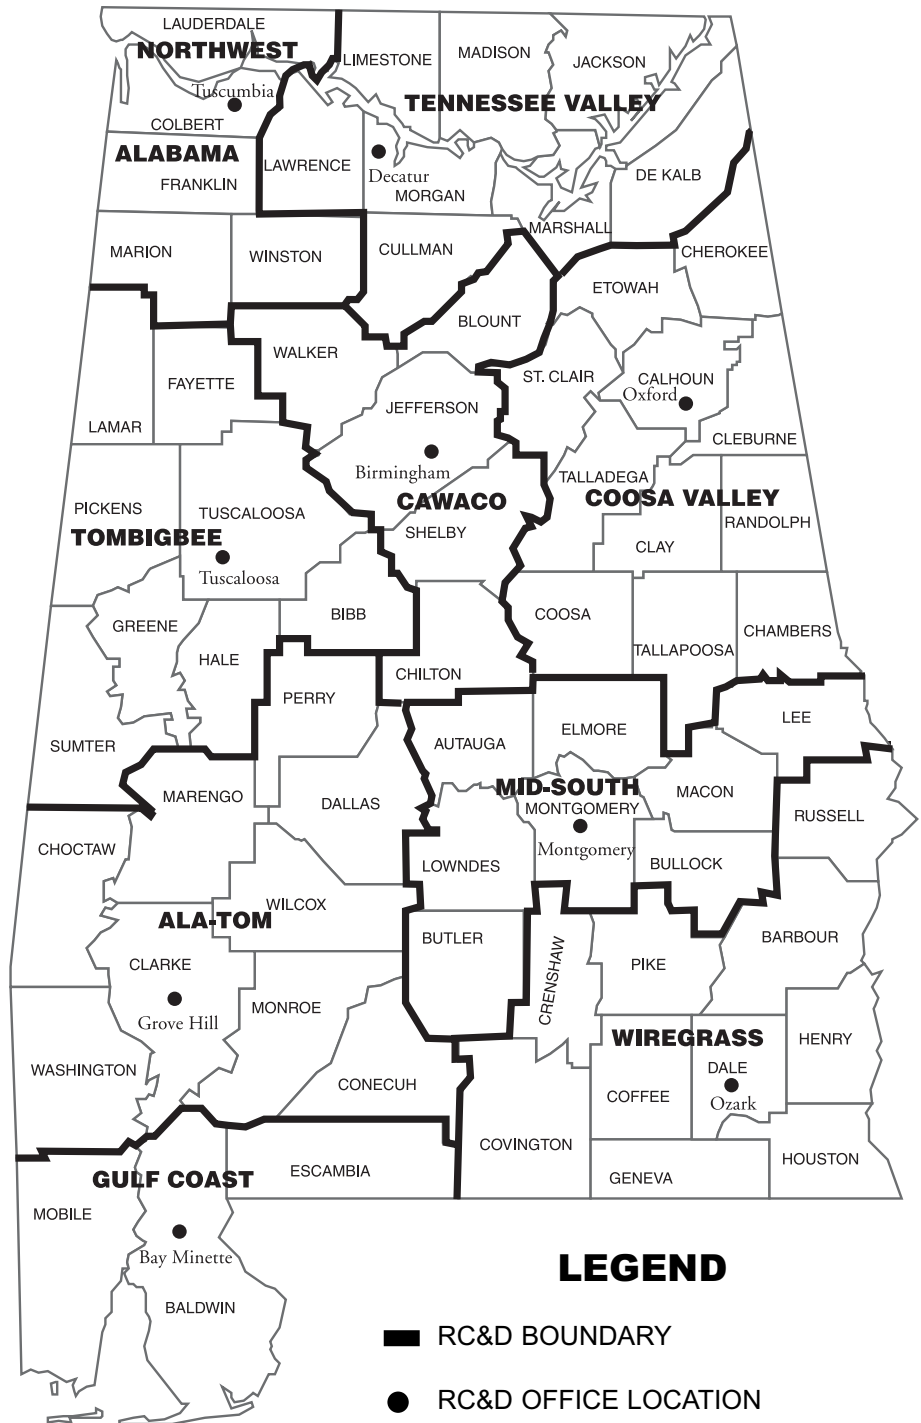 LAUDERDALE
NORTHWEST
LIMESTONE
MADISON
JACKSON
Tuscumbia
TENNESSEE VALLEY
COLBERT
ALABAMA
LAWRENCE
Decatur
FRANKLIN
MORGAN
DE KALB
MARSHALL
MARION
WINSTON
CULLMAN
CHEROKEE
ETOWAH
BLOUNT
WALKER
FAYETTE
ST. CLAIR
CALHOUN
Oxford
JEFFERSON
LAMAR
CLEBURNE
Birmingham
TALLADEGA
COOSA VALLEY
CAWACO
PICKENS
TUSCALOOSA
RANDOLPH
TOMBIGBEE
SHELBY
CLAY
Tuscaloosa
BIBB
COOSA
GREENE
CHAMBERS
TALLAPOOSA
HALE
CHILTON
PERRY
LEE
ELMORE
SUMTER
AUTAUGA
MID-SOUTH
MARENGO
DALLAS
MONTGOMERY
MACON
RUSSELL
CHOCTAW
Montgomery
LOWNDES
BULLOCK
WILCOX
ALA-TOM
BUTLER
BARBOUR
CLARKE
PIKE
CRENSHAW
MONROE
Grove Hill
WIREGRASS
HENRY
WASHINGTON
DALE
CONECUH
COFFEE
Ozark
COVINGTON
HOUSTON
ESCAMBIA
GULF COAST
GENEVA
MOBILE
Bay Minette
BALDWIN
LEGEND
RC&D BOUNDARY
RC&D OFFICE LOCATION